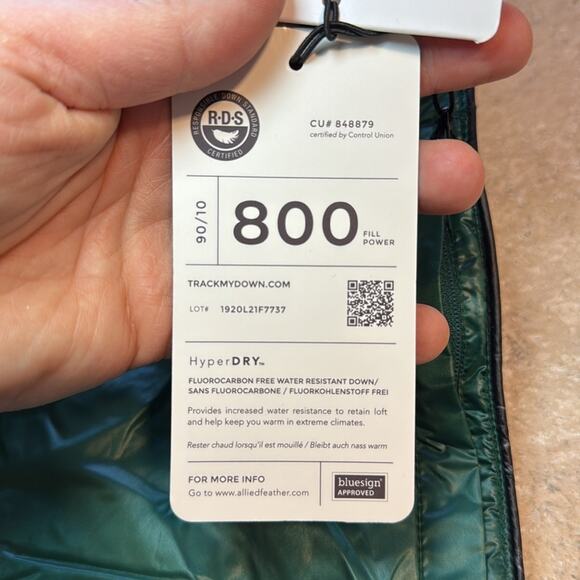 RESPONSIBLE DOWN STANDARD
R·D·S
CERTIFIED
CU# 848879
certified by Control Union
90/10
800
FILL
POWER
TRACKMYDOWN.COM
LOT# 1920L21F7737
HyperDRY™
FLUOROCARBON FREE WATER RESISTANT DOWN/
SANS FLUOROCARBONE / FLUORKOHLENSTOFF FREI
Provides increased water resistance to retain loft
and help keep you warm in extreme climates.
Rester chaud lorsqu'il est mouillé / Bleibt auch nass warm
FOR MORE INFO
Go to www.alliedfeather.com
bluesign®
APPROVED